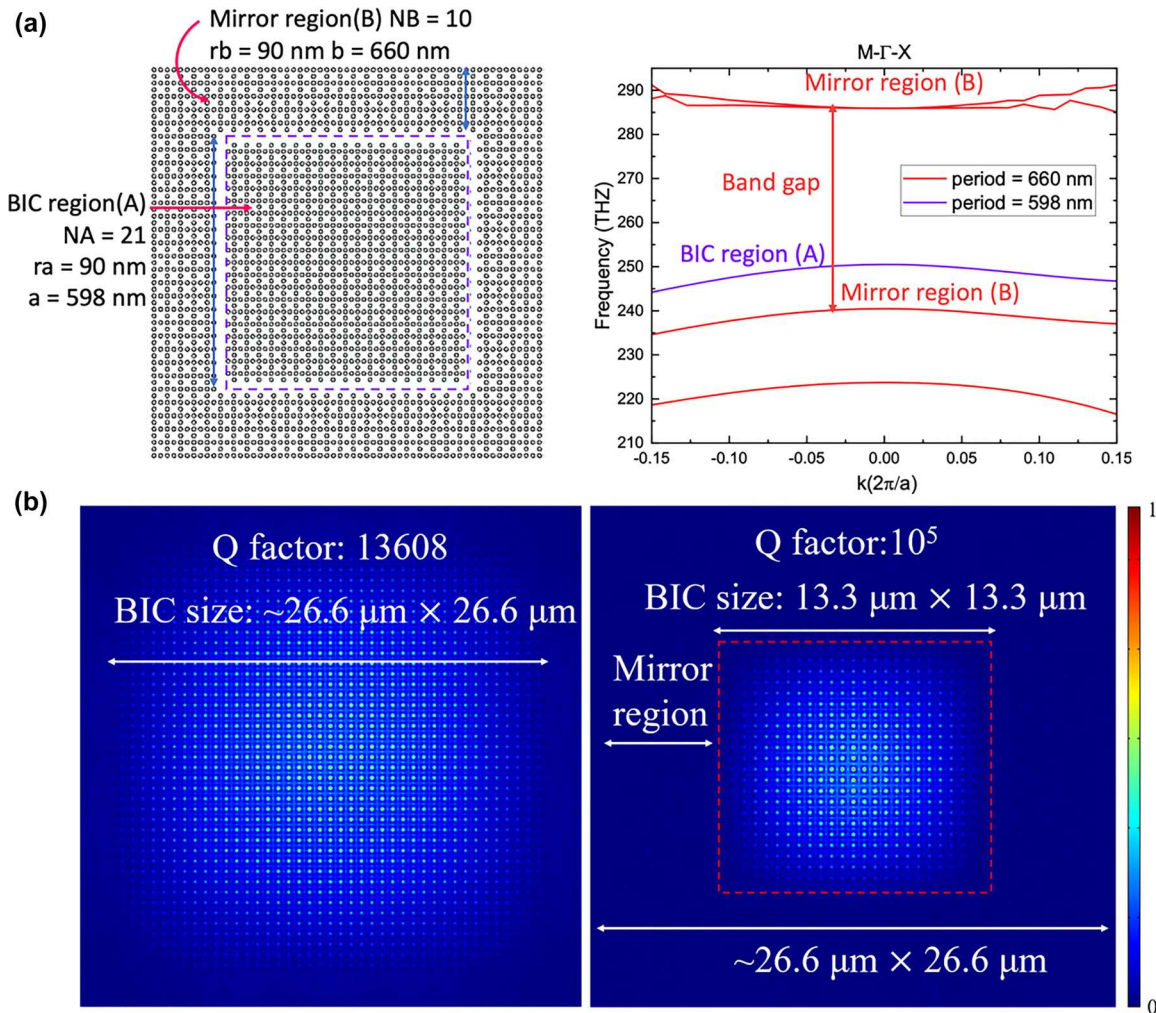 (a)
Mirror region(B) NB = 10
rb = 90 nm b = 660 nm
BIC region(A)
NA = 21
ra = 90 nm
a = 598 nm
M-Γ-X
Frequency (THZ)
290
280
270
260
250
240
230
220
210
Mirror region (B)
Band gap
period = 660 nm
period = 598 nm
BIC region (A)
Mirror region (B)
-0.15 -0.10 -0.05 0.00 0.05 0.10 0.15
k(2π/a)
(b)
Q factor: 13608
BIC size: ~26.6 μm × 26.6 μm
Q factor:10⁵
BIC size: 13.3 μm × 13.3 μm
Mirror
region
~26.6 μm × 26.6 μm
1
0